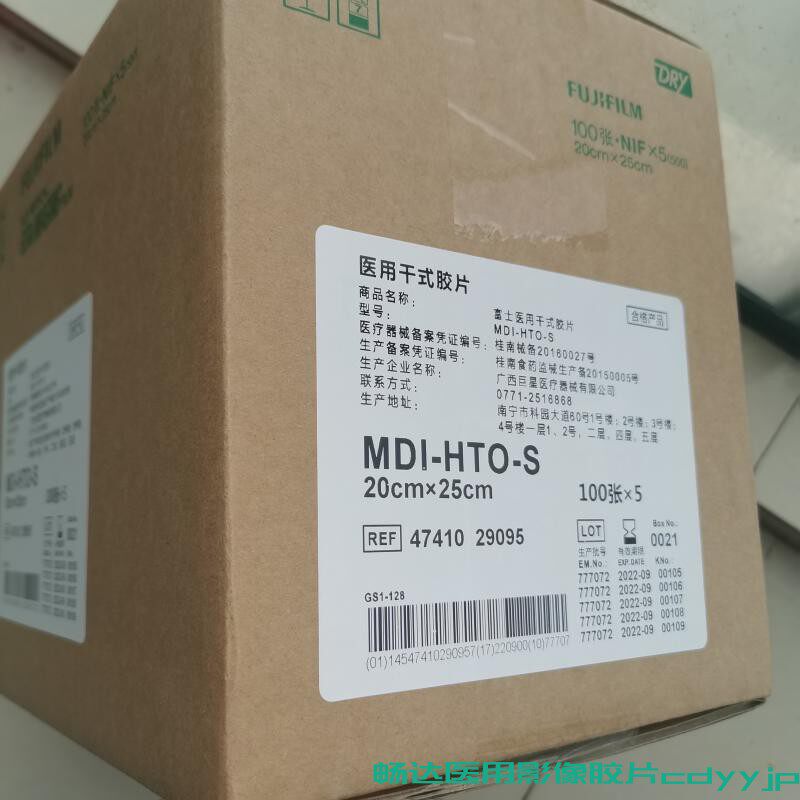 DRY
FUJIFILM
100张·NIF×5(500)
20cm×25cm
医用干式胶片
合格产品
商品名称: 富士医用干式胶片
型号: MDI-HTO-S
医疗器械备案凭证编号: 桂南械备20160027号
生产备案凭证编号: 桂南食药监械生产备20150005号
生产企业名称: 广西巨星医疗器械有限公司
联系方式: 0771-2516868
生产地址: 南宁市科园大道60号1号楼; 2号楼; 3号楼;
4号楼一层1、2号, 二层、四层、五层
MDI-HTO-S
20cm×25cm 100张×5
REF 47410 29095
LOT Box No.:
生产批号 有效期限 0021
EM.No.: EXP.DATE KNo.:
777072 2022-09 00105
777072 2022-09 00106
777072 2022-09 00107
777072 2022-09 00108
777072 2022-09 00109
GS1-128
(01)14547410290957(17)220900(10)77707
FUJIFILM
MDI-HTO-S
0021
畅达医用影像胶片cdyyjp